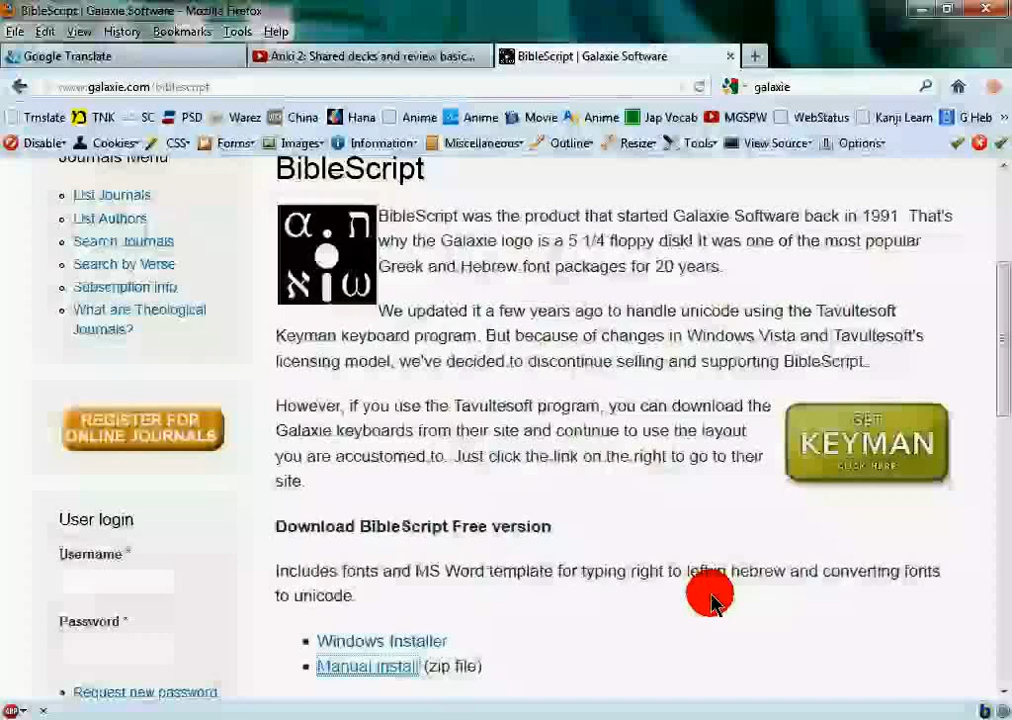 BibleScript | Galaxie Software - Mozilla Firefox
File Edit View History Bookmarks Tools Help
Google Translate
Anki 2: Shared decks and review basic...
BibleScript | Galaxie Software
www.galaxie.com/biblescript
galaxie
Trnslate TNK SC PSD Warez China Hana Anime Anime Movie Anime Jap Vocab MGSPW WebStatus Kanji Learn G Heb »
Disable Cookies CSS Forms Images Information Miscellaneous Outline Resize Tools View Source Options
Journals Menu
List Journals
List Authors
Search Journals
Search by Verse
Subscription Info
What are Theological
Journals?
REGISTER FOR
ONLINE JOURNALS
User login
Username *
Password *
Request new password
BibleScript
α . ת
א i ω
BibleScript was the product that started Galaxie Software back in 1991 That's
why the Galaxie logo is a 5 1/4 floppy disk! It was one of the most popular
Greek and Hebrew font packages for 20 years.
We updated it a few years ago to handle unicode using the Tavultesoft
Keyman keyboard program. But because of changes in Windows Vista and Tavultesoft's
licensing model, we've decided to discontinue selling and supporting BibleScript.
However, if you use the Tavultesoft program, you can download the
Galaxie keyboards from their site and continue to use the layout
you are accustomed to. Just click the link on the right to go to their
site.
GET
KEYMAN
CLICK HERE
Download BibleScript Free version
Includes fonts and MS Word template for typing right to left in hebrew and converting fonts
to unicode.
Windows Installer
Manual install (zip file)
ABP